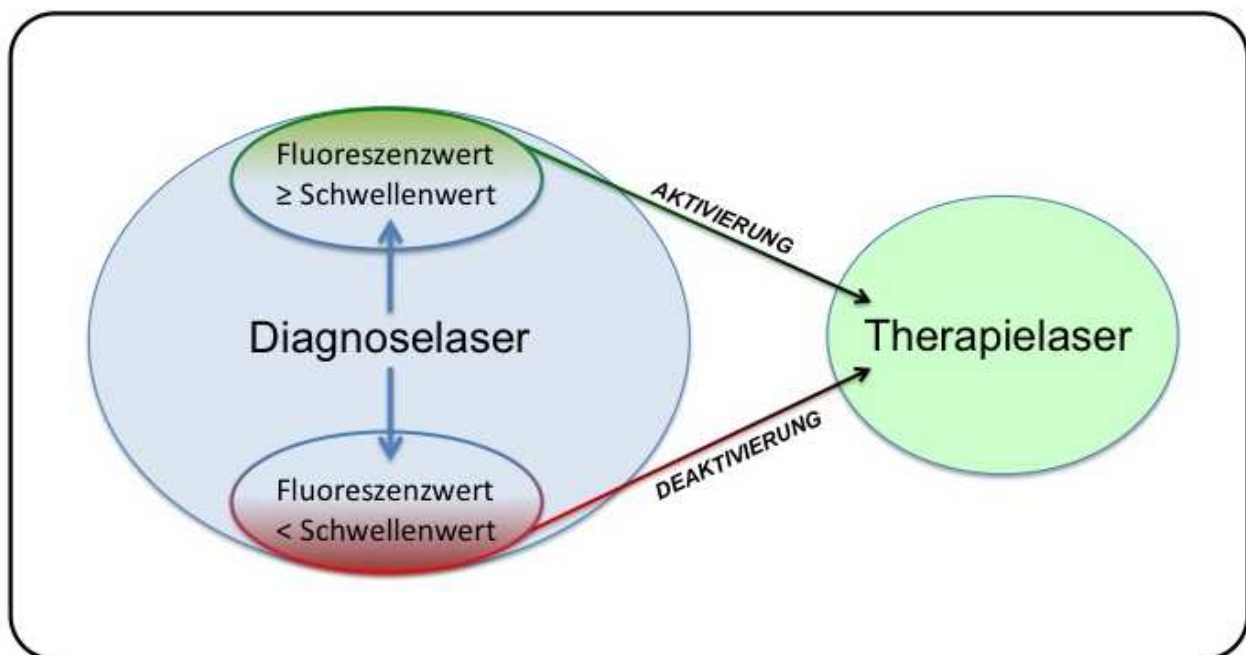 Fluoreszenzwert
≥ Schwellenwert
AKTIVIERUNG
Diagnoselaser
Therapielaser
Fluoreszenzwert
< Schwellenwert
DEAKTIVIERUNG